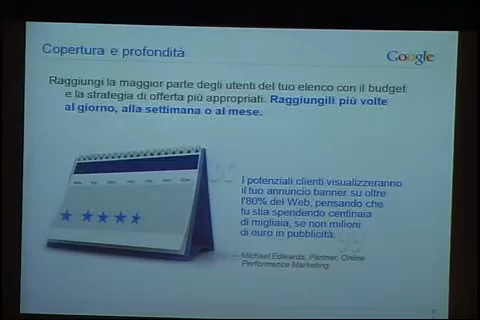 Copertura e profondità
Google
Raggiungi la maggior parte degli utenti del tuo elenco con il budget
e la strategia di offerta più appropriati. Raggiungili più volte
al giorno, alla settimana o al mese.
I potenziali clienti visualizzeranno
il tuo annuncio banner su oltre
l'80% del Web, pensando che
tu stia spendendo centinaia
di migliaia, se non milioni
di euro in pubblicità.
Michael Edwards, Partner, Online
Performance Marketing